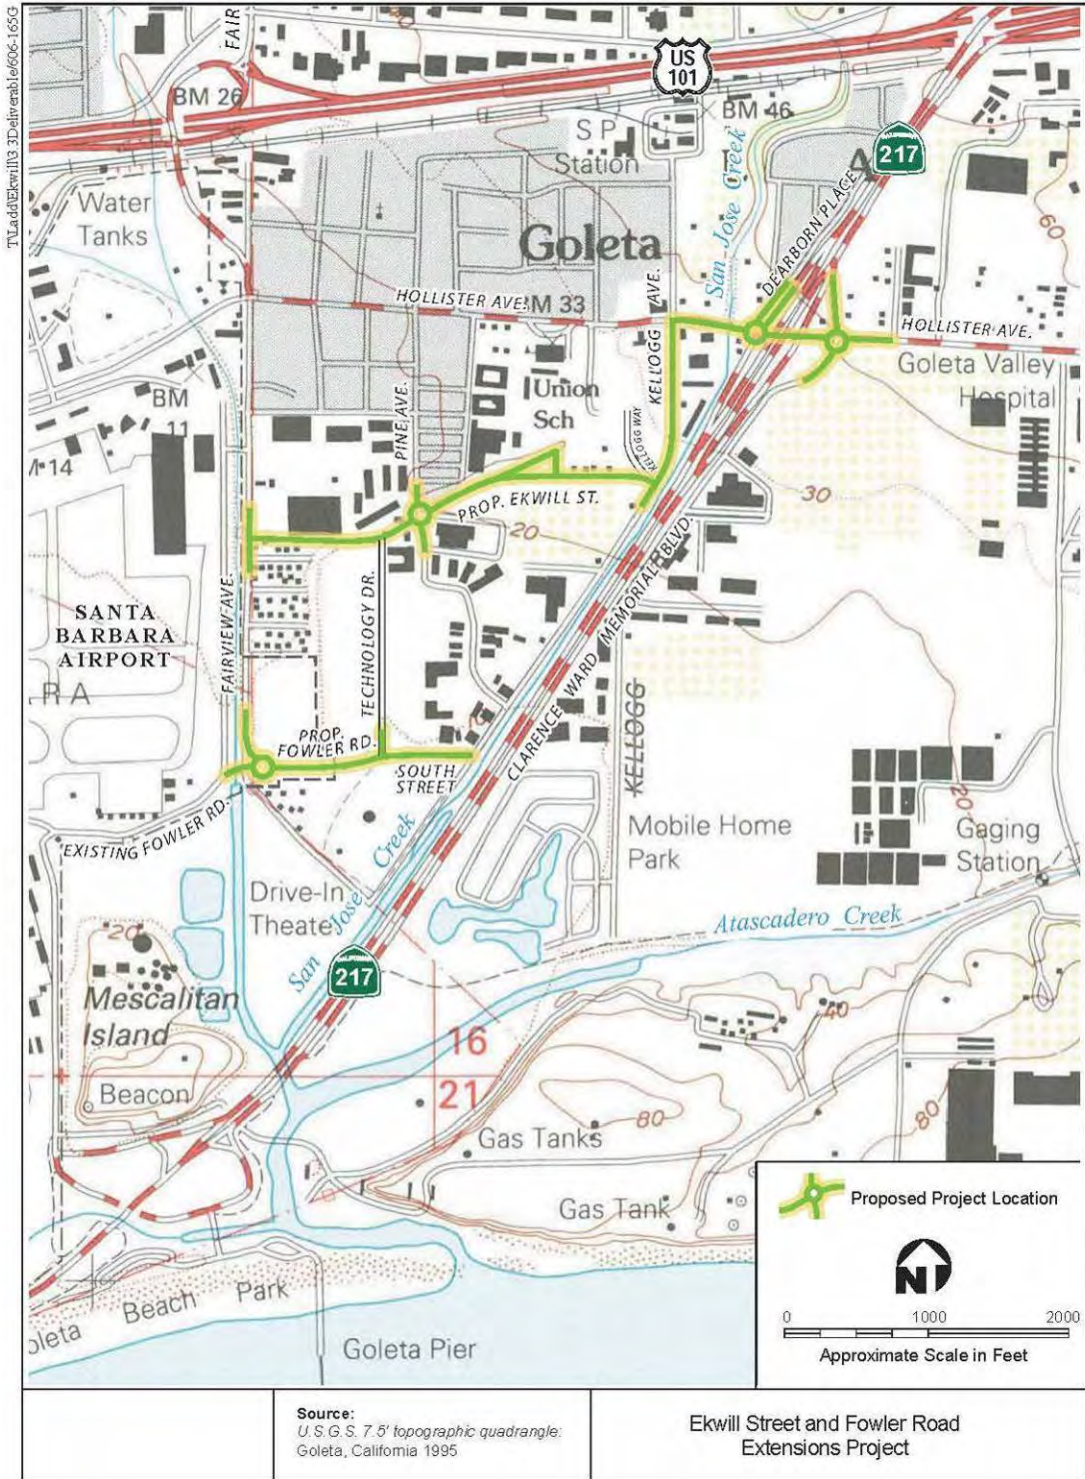 T\Ladd\Ekwill\3 3Deliverable/606-165G
FAIR
US
101
BM 26
BM 46
S P
Station
217
Water
Tanks
San Jose Creek
DEARBORN PLACE
Goleta
HOLLISTER AVE.
BM 33
KELLOGG AVE.
HOLLISTER AVE.
Goleta Valley
Hospital
60
BM
11
PINE AVE.
Union
Sch
KELLOGG WAY
M 14
PROP. EKWILL ST.
20
30
SANTA
BARBARA
AIRPORT
R A
FAIRVIEW AVE.
TECHNOLOGY DR.
CLARENCE WARD MEMORIAL BLVD.
KELLOGG
PROP.
FOWLER RD.
SOUTH
STREET
EXISTING FOWLER RD.
20
Mobile Home
Park
Gaging
Station
Drive-In
Theate
San Jose Creek
Atascadero Creek
20
217
Mescalitan
Island
40
16
21
Beacon
80
80
Gas Tanks
Gas Tank
Proposed Project Location
N
0 1000 2000
Approximate Scale in Feet
oleta Beach Park
Goleta Pier
Source:
U.S.G.S. 7.5' topographic quadrangle:
Goleta, California 1995
Ekwill Street and Fowler Road
Extensions Project